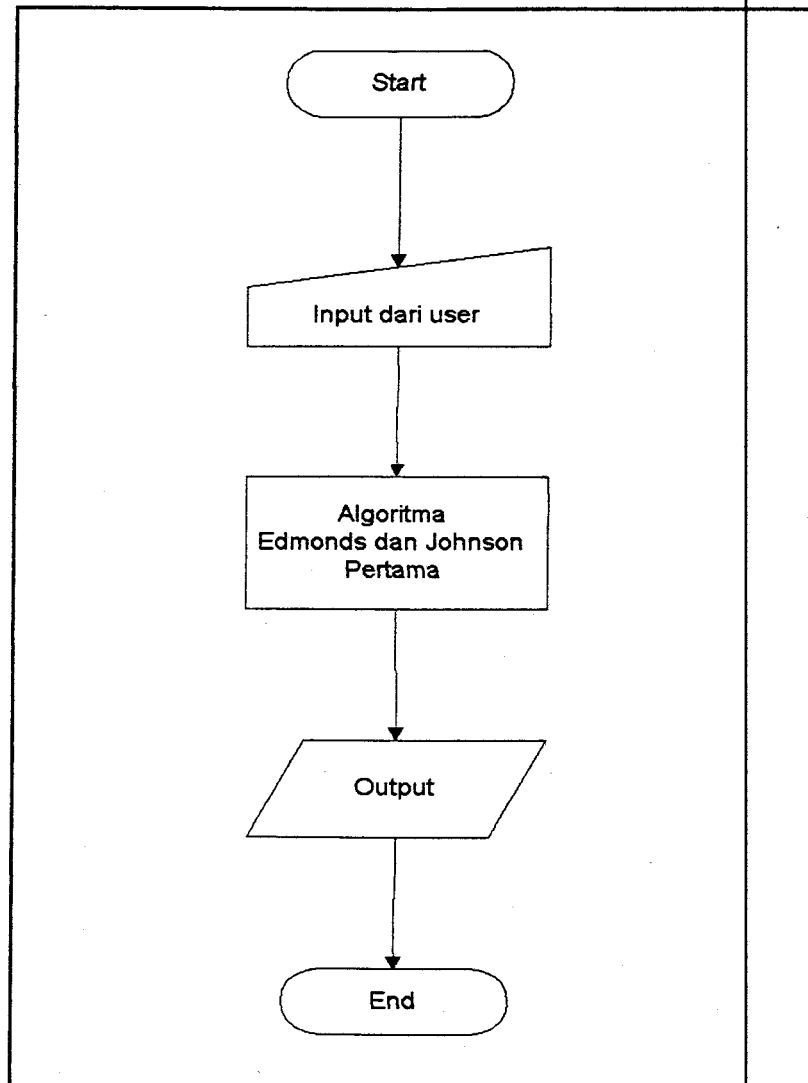 Start
Input dari user
Algoritma
Edmonds dan Johnson
Pertama
Output
End